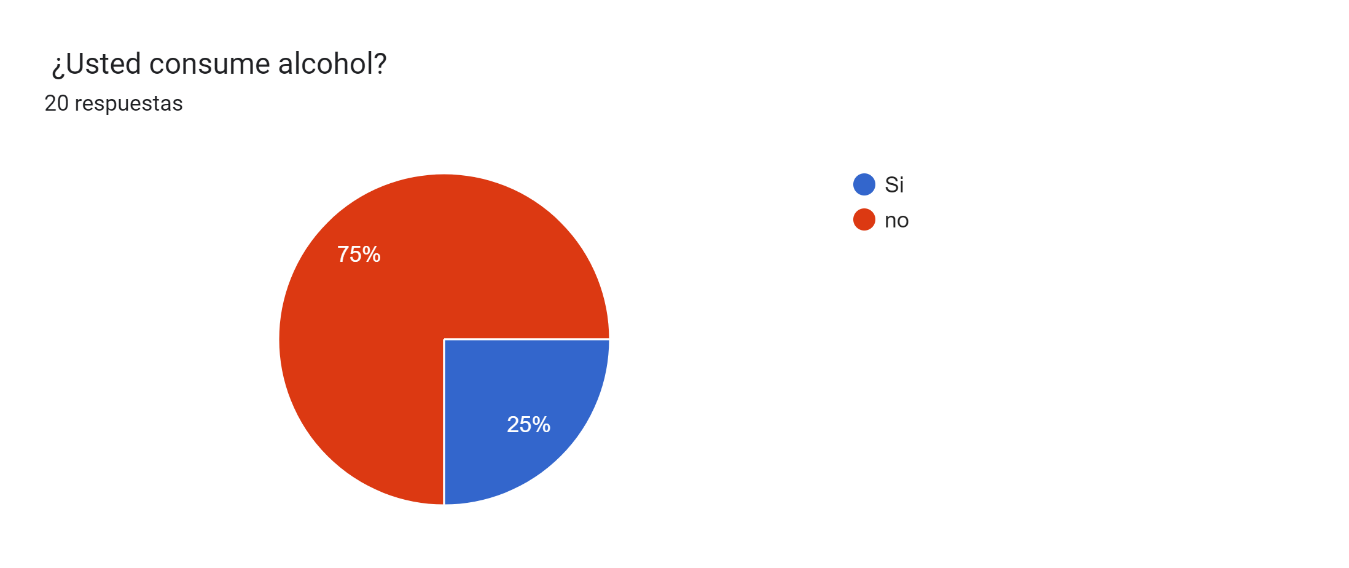 ¿Usted consume alcohol?
20 respuestas
Si
no
75%
25%